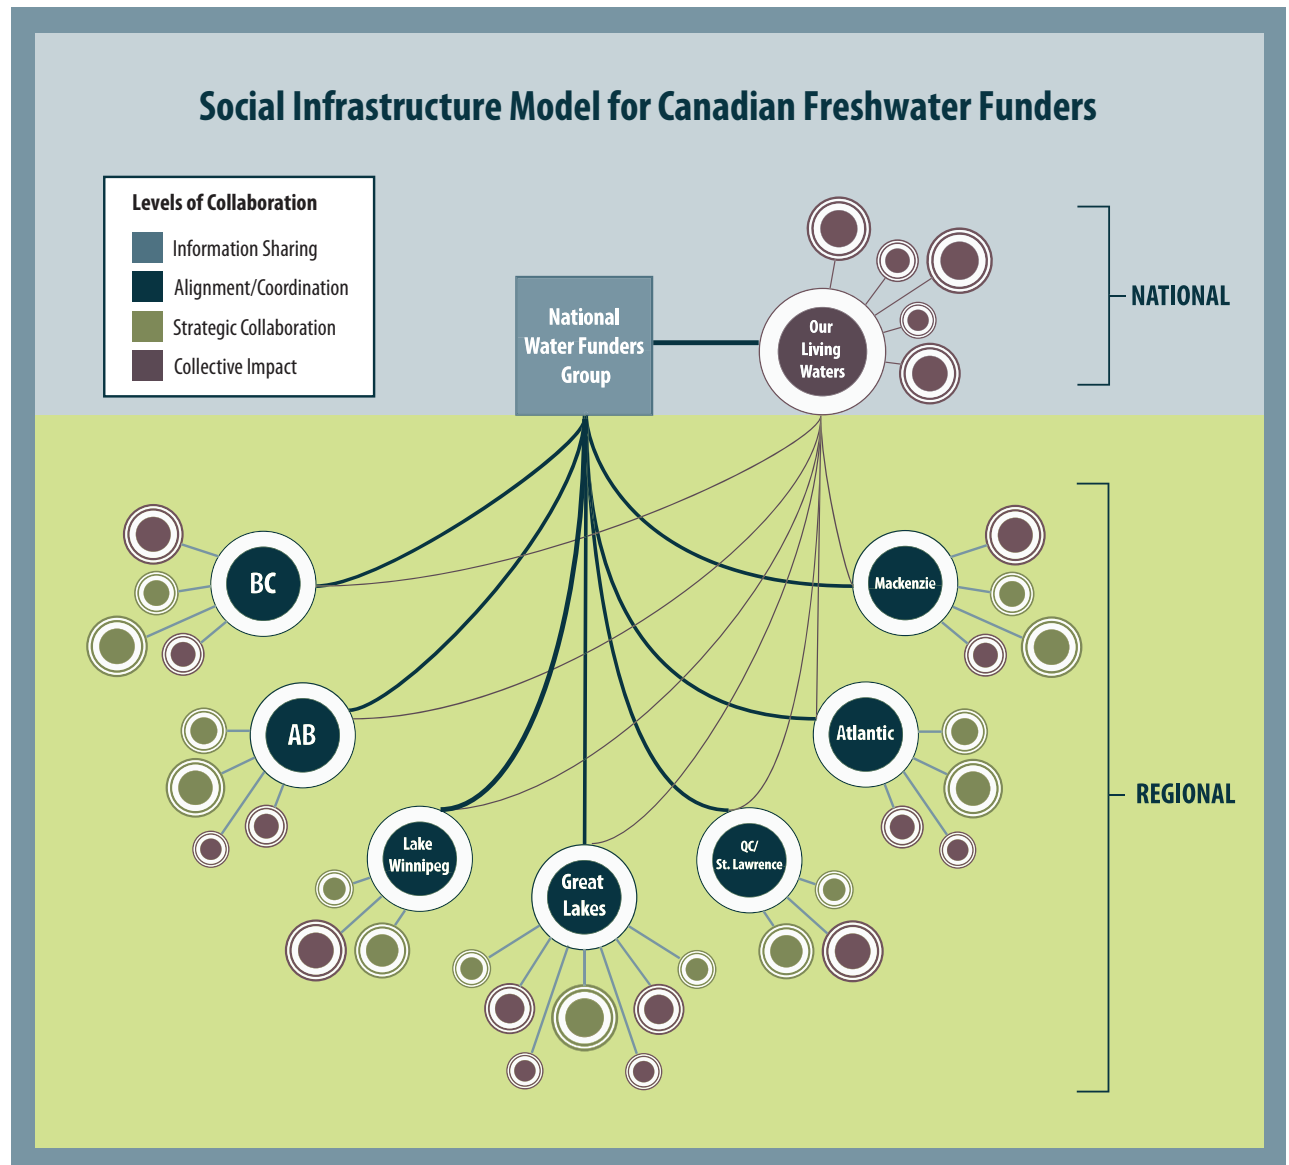 Social Infrastructure Model for Canadian Freshwater Funders
Levels of Collaboration
Information Sharing
Alignment/Coordination
Strategic Collaboration
Collective Impact
National
Water Funders
Group
Our
Living
Waters
NATIONAL
BC
Mackenzie
AB
Atlantic
REGIONAL
Lake
Winnipeg
Great
Lakes
QC/
St. Lawrence